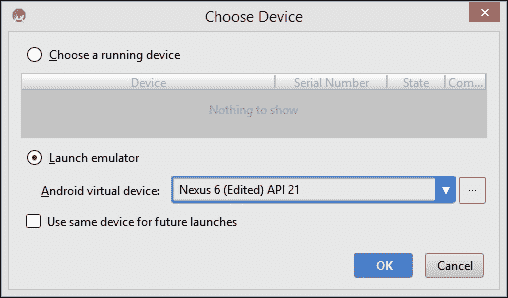 Choose Device
Choose a running device
Device Serial Number State Com...
Nothing to show
Launch emulator
Android virtual device: Nexus 6 (Edited) API 21 ...
Use same device for future launches
OK Cancel